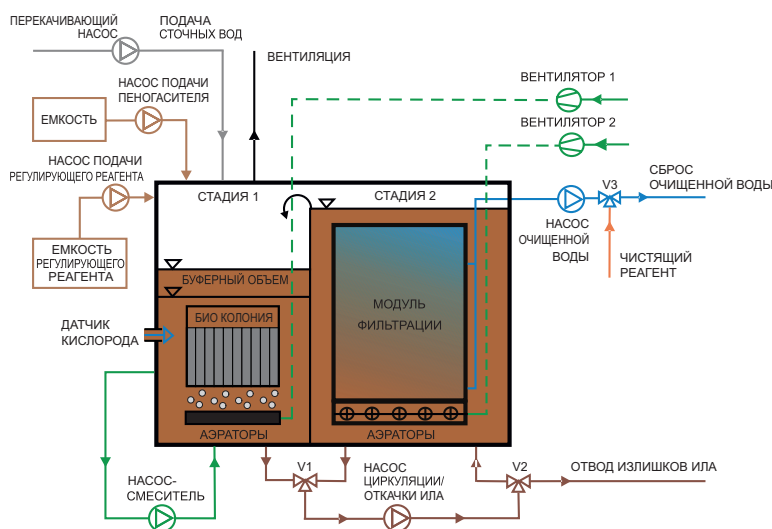 ПЕРЕКАЧИВАЮЩИЙ
НАСОС
ПОДАЧА
СТОЧНЫХ ВОД
ВЕНТИЛЯЦИЯ
ВЕНТИЛЯТОР 1
НАСОС ПОДАЧИ
ПЕНОГАСИТЕЛЯ
ЕМКОСТЬ
ВЕНТИЛЯТОР 2
НАСОС ПОДАЧИ
РЕГУЛИРУЮЩЕГО РЕАГЕНТА
СТАДИЯ 1
СТАДИЯ 2
V3
СБРОС
ОЧИЩЕННОЙ ВОДЫ
НАСОС
ОЧИЩЕННОЙ
ВОДЫ
ЧИСТЯЩИЙ
РЕАГЕНТ
ЕМКОСТЬ
РЕГУЛИРУЮЩЕГО
РЕАГЕНТА
БУФЕРНЫЙ ОБЪЕМ
МОДУЛЬ
ФИЛЬТРАЦИИ
БИО КОЛОНИЯ
ДАТЧИК
КИСЛОРОДА
АЭРАТОРЫ
АЭРАТОРЫ
НАСОС-
СМЕСИТЕЛЬ
V1
НАСОС
ЦИРКУЛЯЦИИ/
ОТКАЧКИ ИЛА
V2
ОТВОД ИЗЛИШКОВ ИЛА